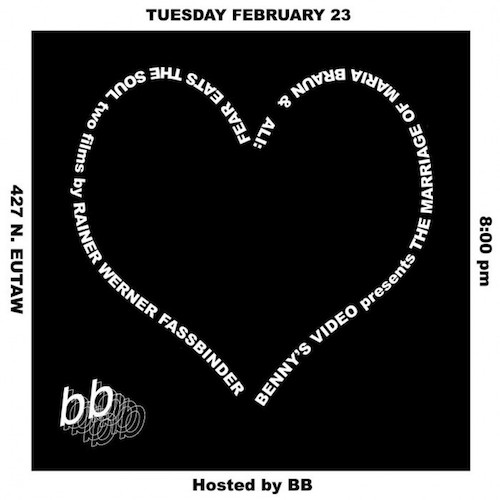 TUESDAY FEBRUARY 23
BENNY'S VIDEO presents THE MARRIAGE OF MARIA BRAUN & ALI:
FEAR EATS THE SOUL two films by RAINER WERNER FASSBINDER
427 N. EUTAW
8:00 pm
bb
Hosted by BB